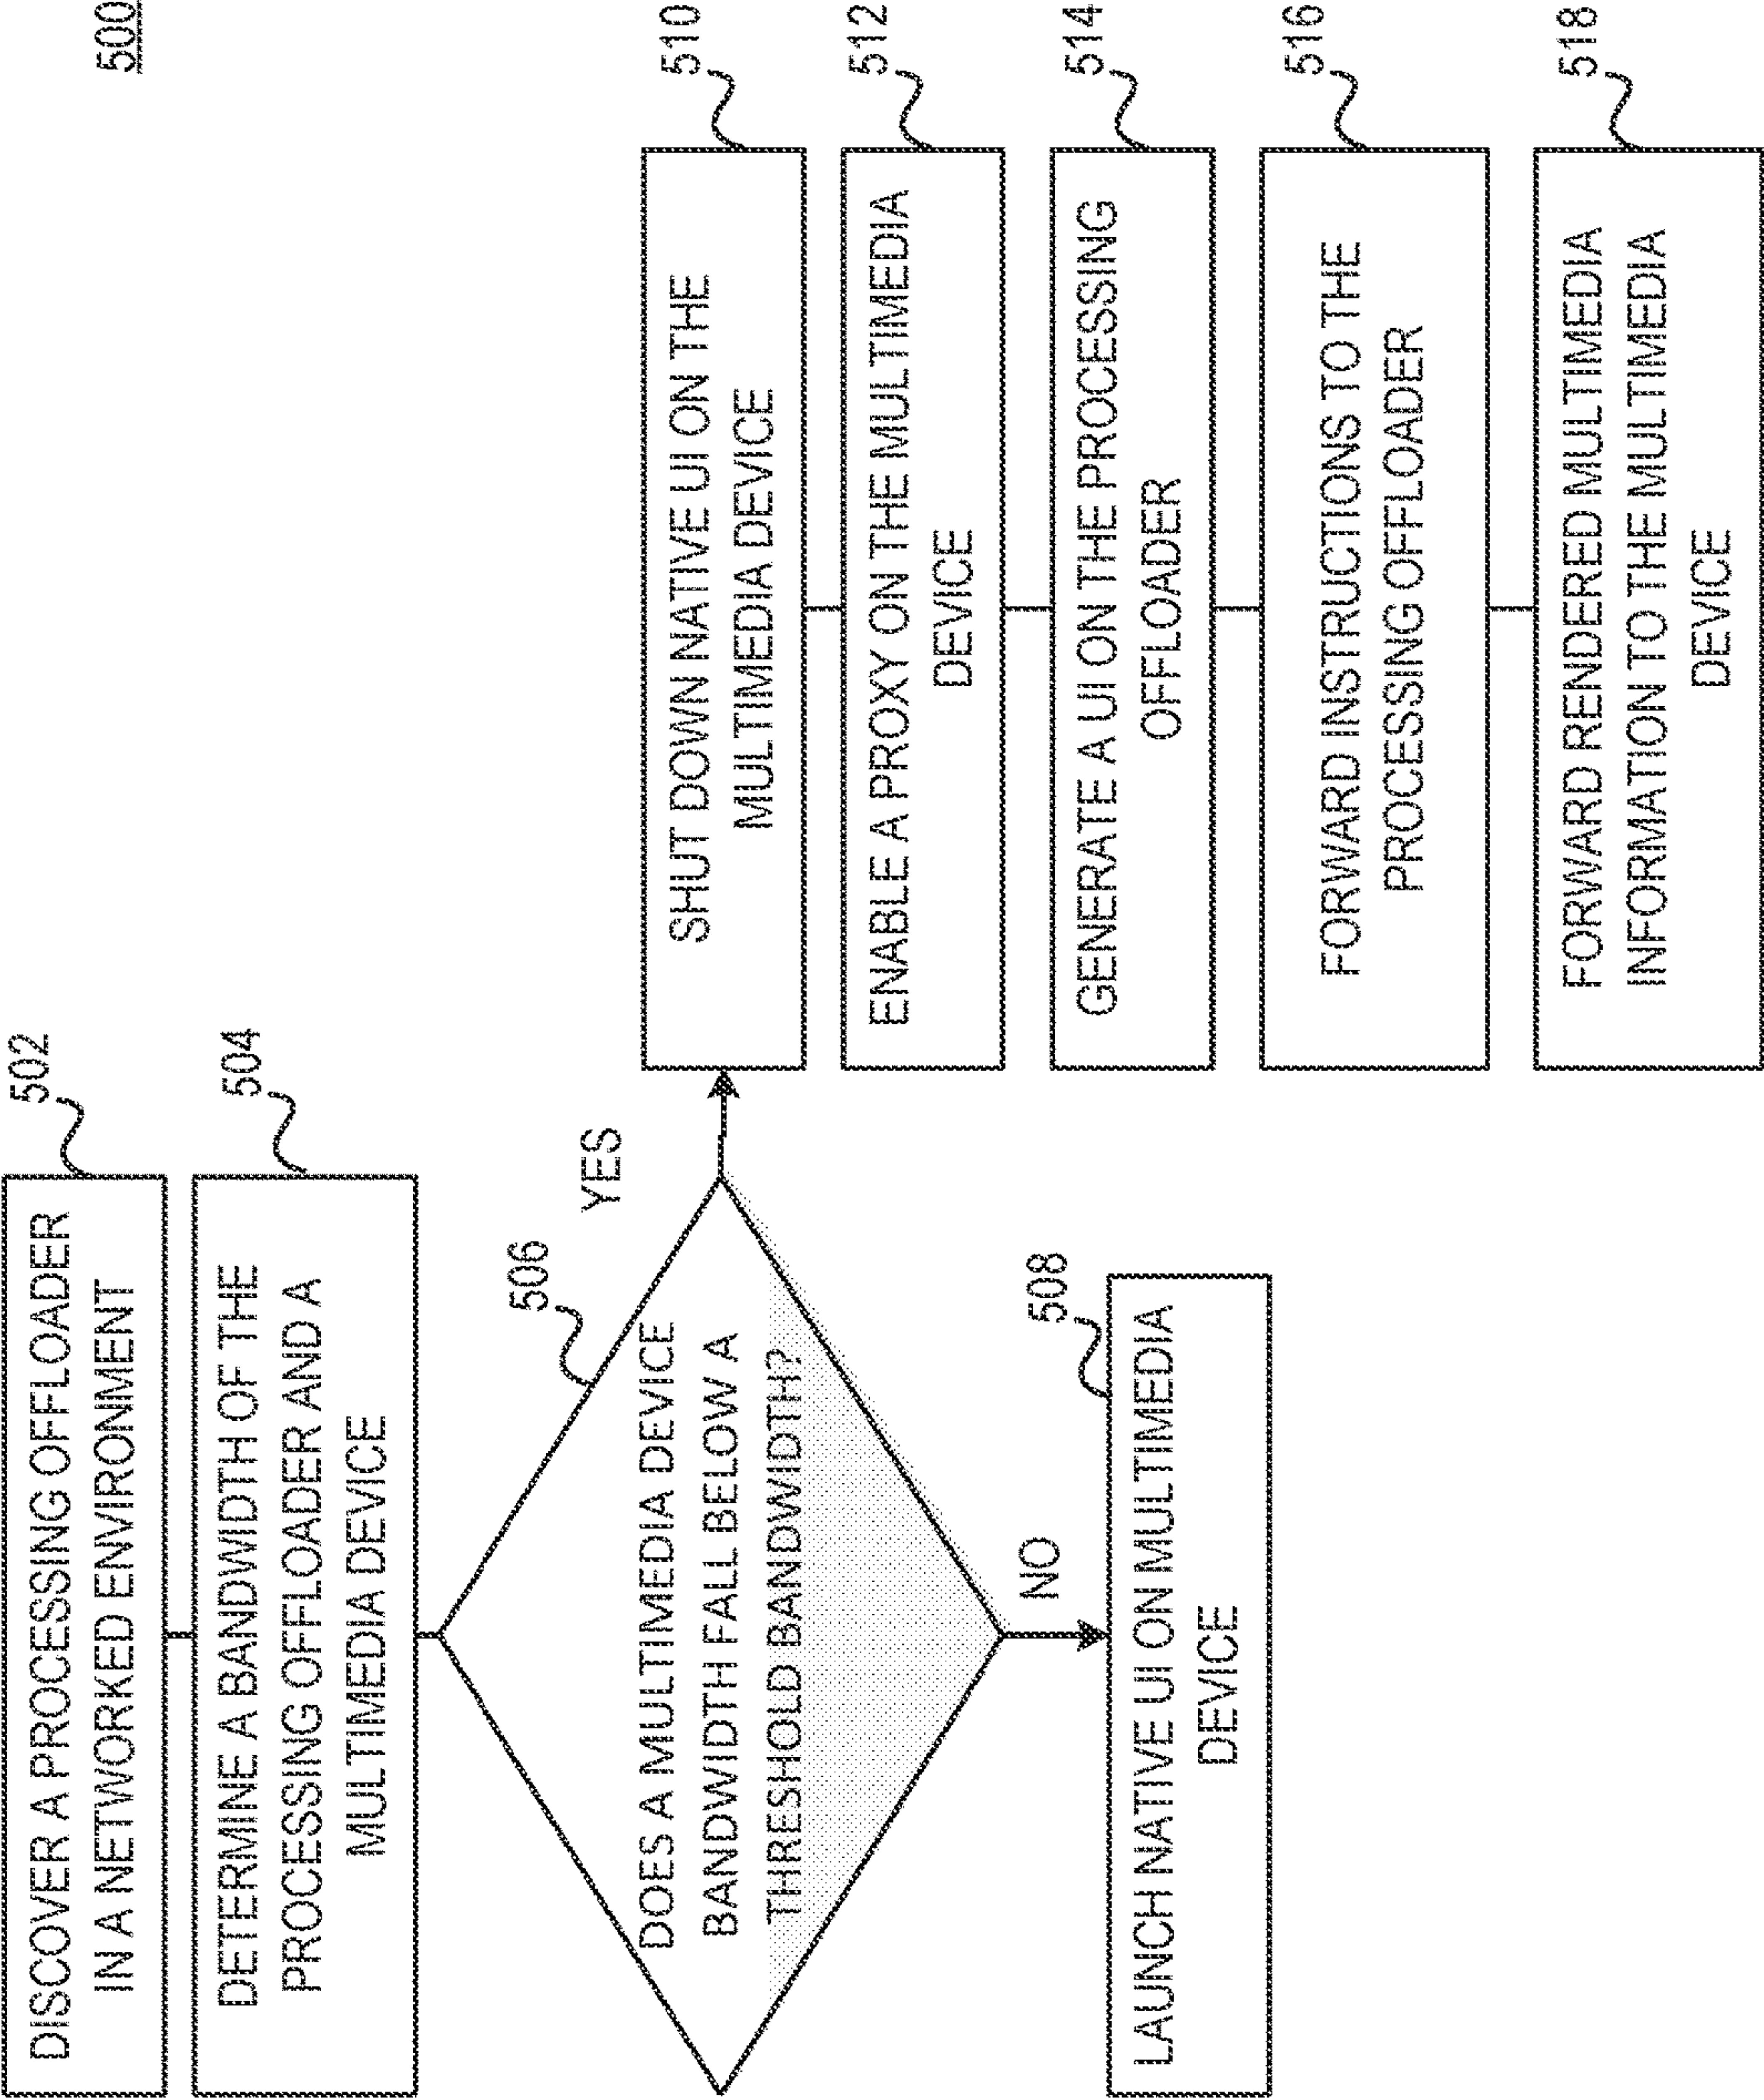 500
502
DISCOVER A PROCESSING OFFLOADER
IN A NETWORKED ENVIRONMENT
504
DETERMINE A BANDWIDTH OF THE
PROCESSING OFFLOADER AND A
MULTIMEDIA DEVICE
506
DOES A MULTIMEDIA DEVICE
BANDWIDTH FALL BELOW A
THRESHOLD BANDWIDTH?
YES
NO
508
LAUNCH NATIVE UI ON MULTIMEDIA
DEVICE
510
SHUT DOWN NATIVE UI ON THE
MULTIMEDIA DEVICE
512
ENABLE A PROXY ON THE MULTIMEDIA
DEVICE
514
GENERATE A UI ON THE PROCESSING
OFFLOADER
516
FORWARD INSTRUCTIONS TO THE
PROCESSING OFFLOADER
518
FORWARD RENDERED MULTIMEDIA
INFORMATION TO THE MULTIMEDIA
DEVICE